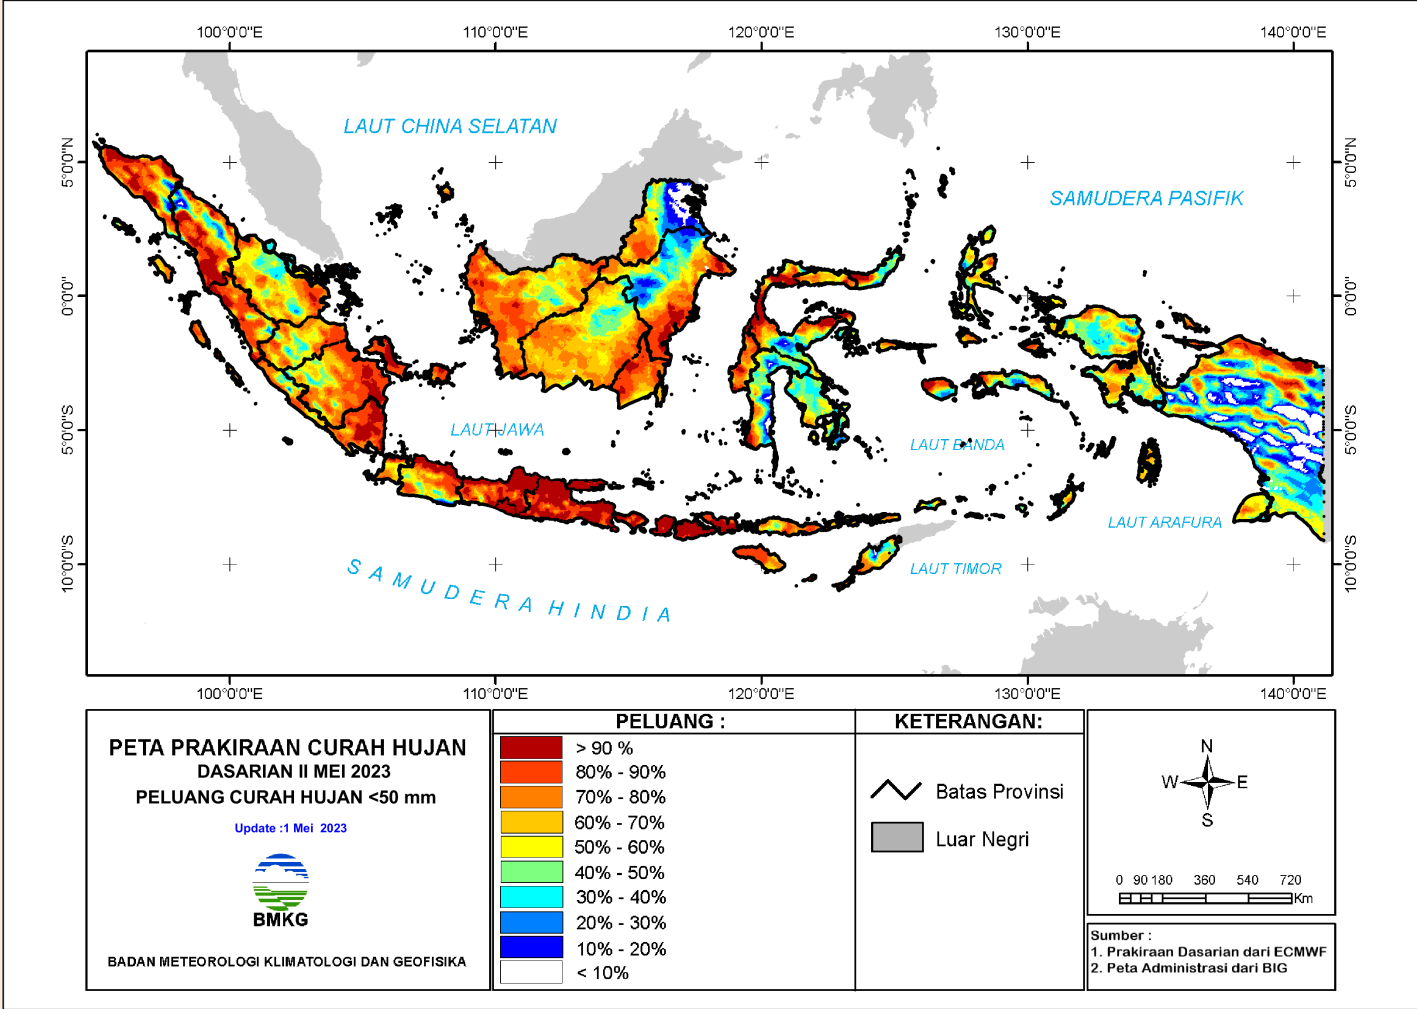 100°0'0"E 110°0'0"E 120°0'0"E 130°0'0"E 140°0'0"E
LAUT CHINA SELATAN
5°0'0"N 5°0'0"N
SAMUDERA PASIFIK
0°0'0" 0°0'0"
5°0'0"S LAUT JAWA LAUT BANDA 5°0'0"S
LAUT ARAFURA
10°0'0"S LAUT TIMOR 10°0'0"S
SAMUDERA HINDIA
100°0'0"E 110°0'0"E 120°0'0"E 130°0'0"E 140°0'0"E
PETA PRAKIRAAN CURAH HUJAN
DASARIAN II MEI 2023
PELUANG CURAH HUJAN <50 mm
Update :1 Mei 2023
BMKG
BADAN METEOROLOGI KLIMATOLOGI DAN GEOFISIKA
PELUANG :
> 90 %
80% - 90%
70% - 80%
60% - 70%
50% - 60%
40% - 50%
30% - 40%
20% - 30%
10% - 20%
< 10%
KETERANGAN:
Batas Provinsi
Luar Negri
N
W E
S
0 90 180 360 540 720
Km
Sumber :
1. Prakiraan Dasarian dari ECMWF
2. Peta Administrasi dari BIG